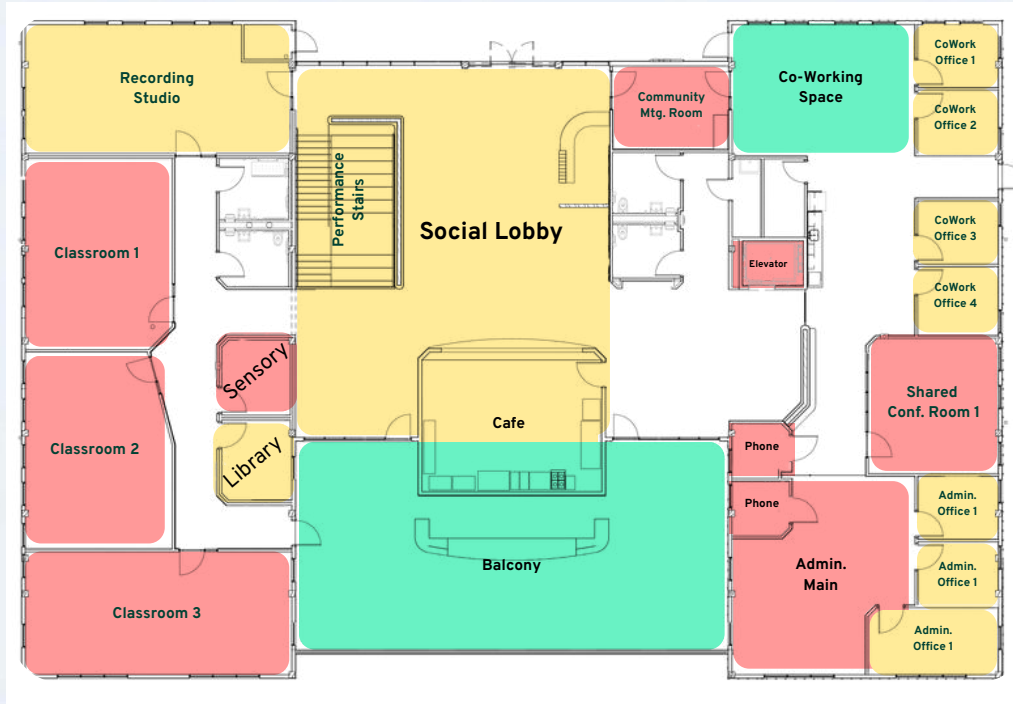 Recording
Studio
Community
Mtg. Room
Co-Working
Space
CoWork
Office 1
CoWork
Office 2
Classroom 1
Performance
Stairs
Social Lobby
Elevator
CoWork
Office 3
CoWork
Office 4
Sensory
Shared
Conf. Room 1
Classroom 2
Library
Cafe
Phone
Phone
Admin.
Office 1
Balcony
Admin.
Main
Admin.
Office 1
Classroom 3
Admin.
Office 1